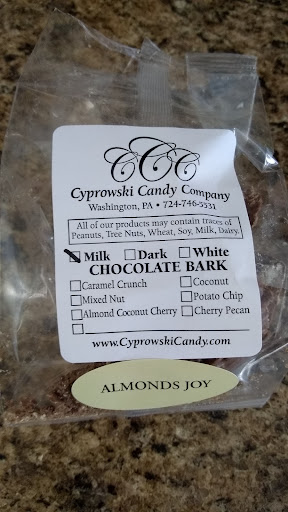 CCC
Cyprowski Candy Company
Washington, PA • 724-746-5531
All of our products may contain traces of
Peanuts, Tree Nuts, Wheat, Soy, Milk, Dairy.
Milk Dark White
CHOCOLATE BARK
Caramel Crunch Coconut
Mixed Nut Potato Chip
Almond Coconut Cherry Cherry Pecan
www.CyprowskiCandy.com
ALMONDS JOY